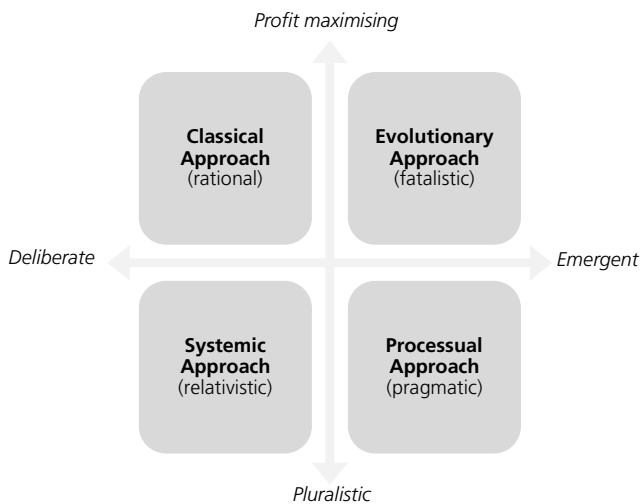 Profit maximising
Classical
Approach
(rational)
Evolutionary
Approach
(fatalistic)
Deliberate
Emergent
Systemic
Approach
(relativistic)
Processual
Approach
(pragmatic)
Pluralistic